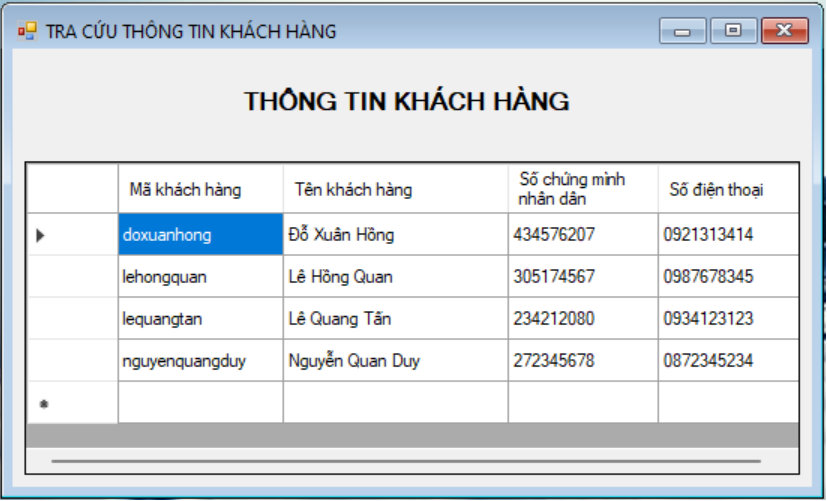 TRA CỨU THÔNG TIN KHÁCH HÀNG
THÔNG TIN KHÁCH HÀNG
Mã khách hàng Tên khách hàng Số chứng minh nhân dân Số điện thoại
doxuanhong Đỗ Xuân Hồng 434576207 0921313414
lehongquan Lê Hồng Quan 305174567 0987678345
lequangtan Lê Quang Tấn 234212080 0934123123
nguyenquangduy Nguyễn Quan Duy 272345678 0872345234